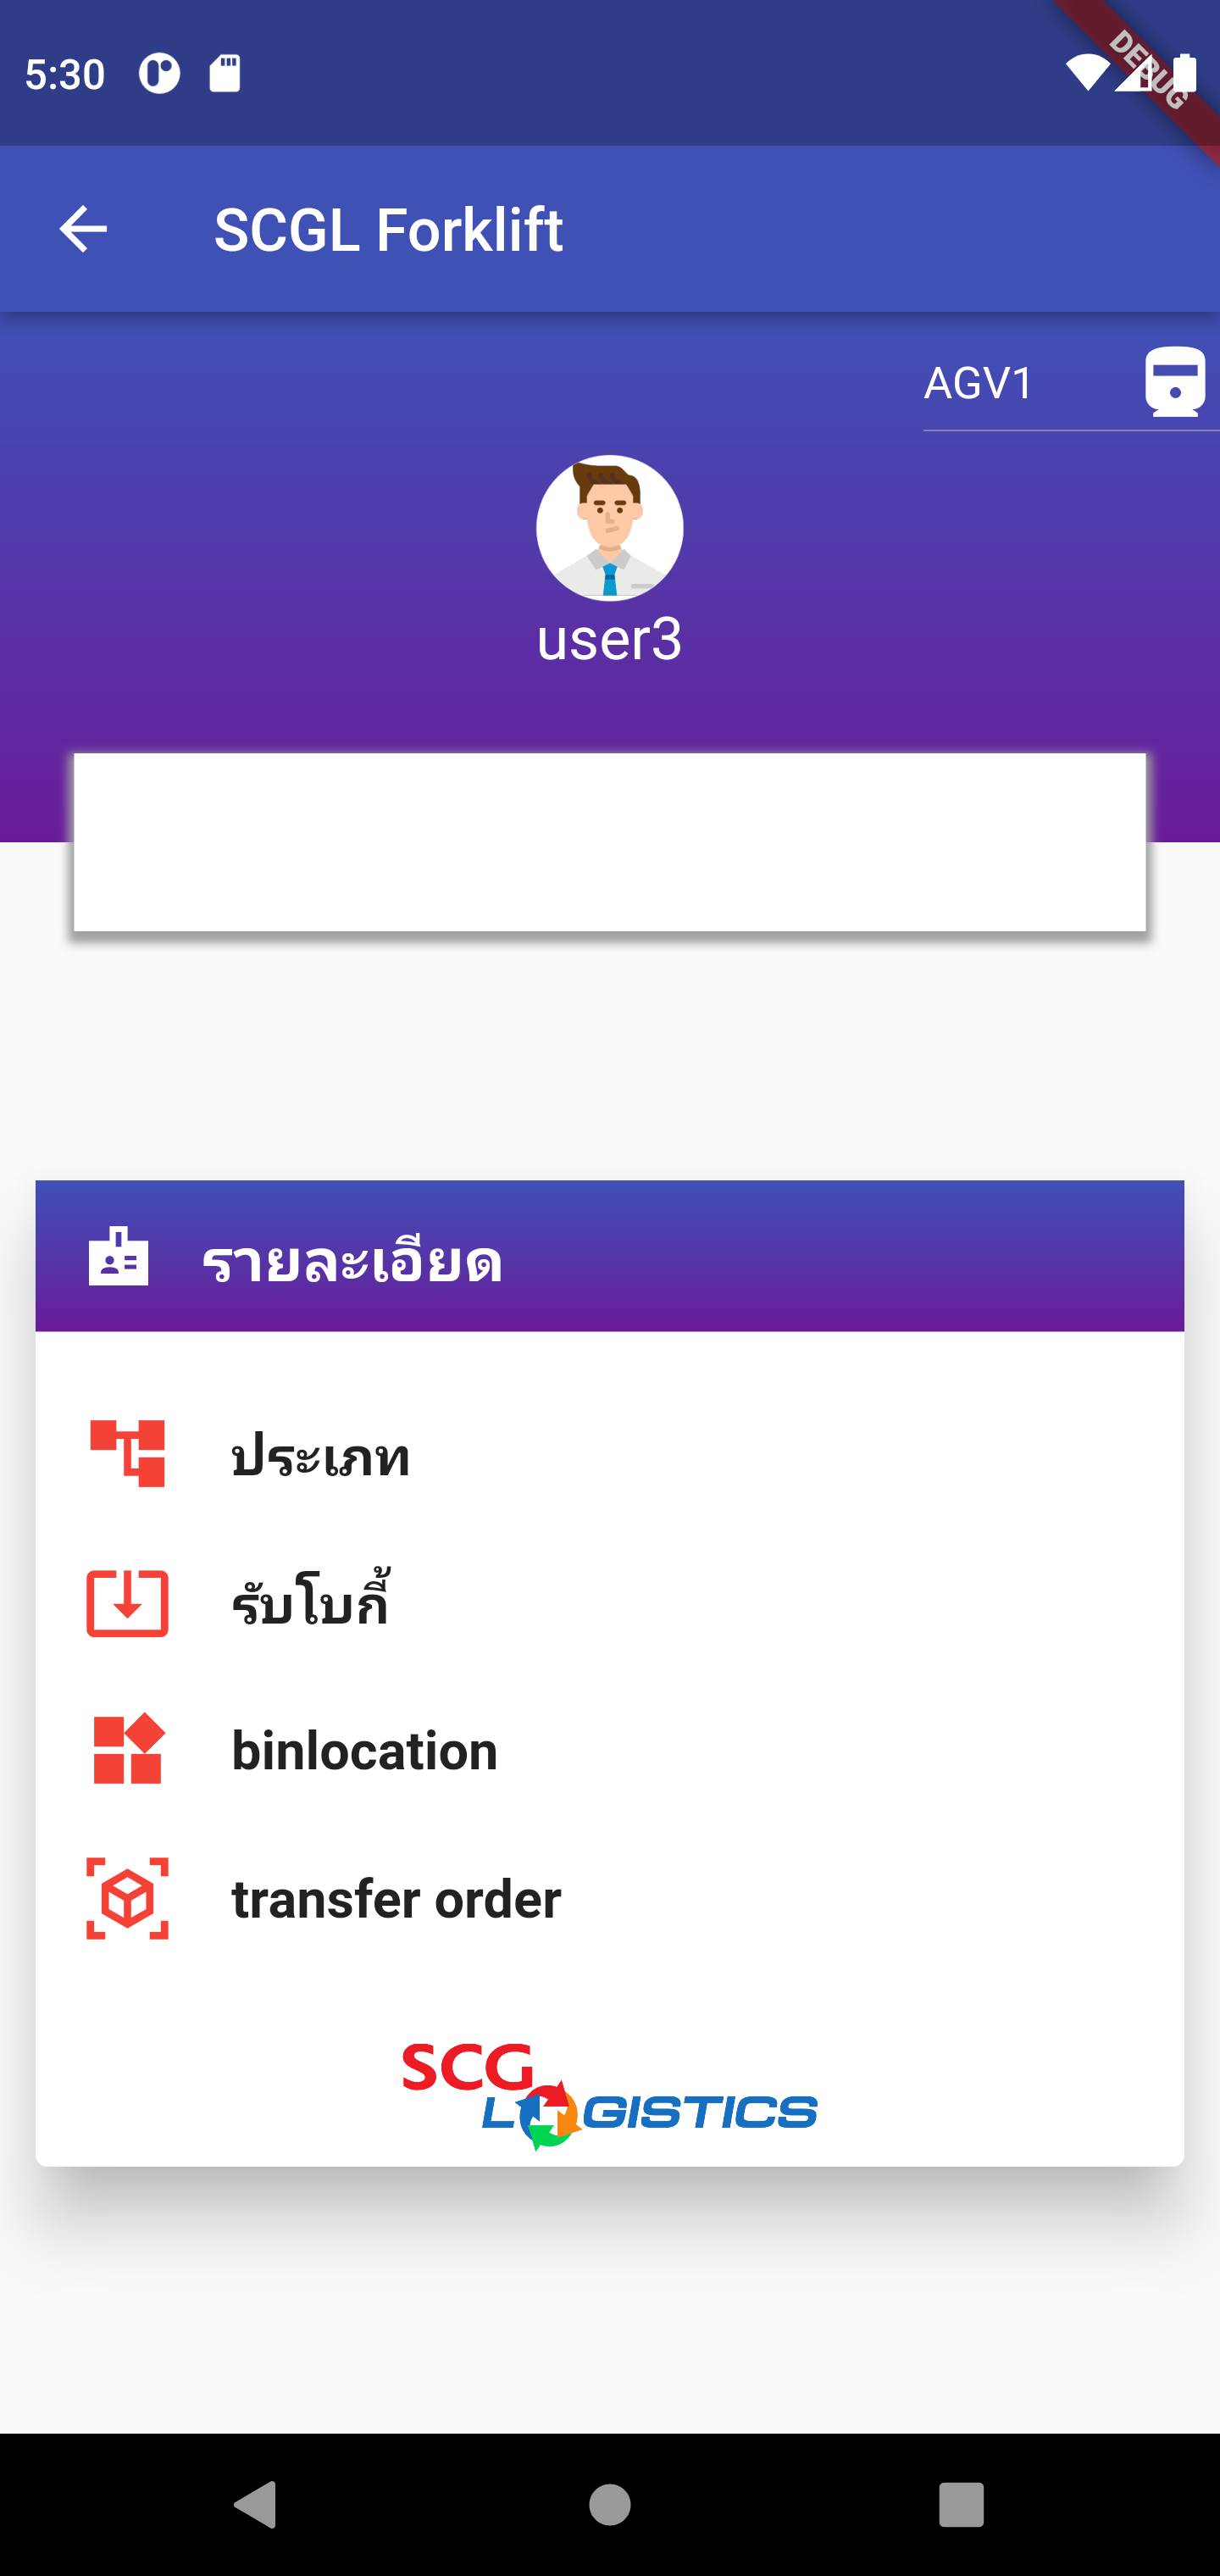 5:30
DEBUG
SCGL Forklift
AGV1
user3
รายละเอียด
ประเภท
รับโบกี้
binlocation
transfer order
SCG
LOGISTICS